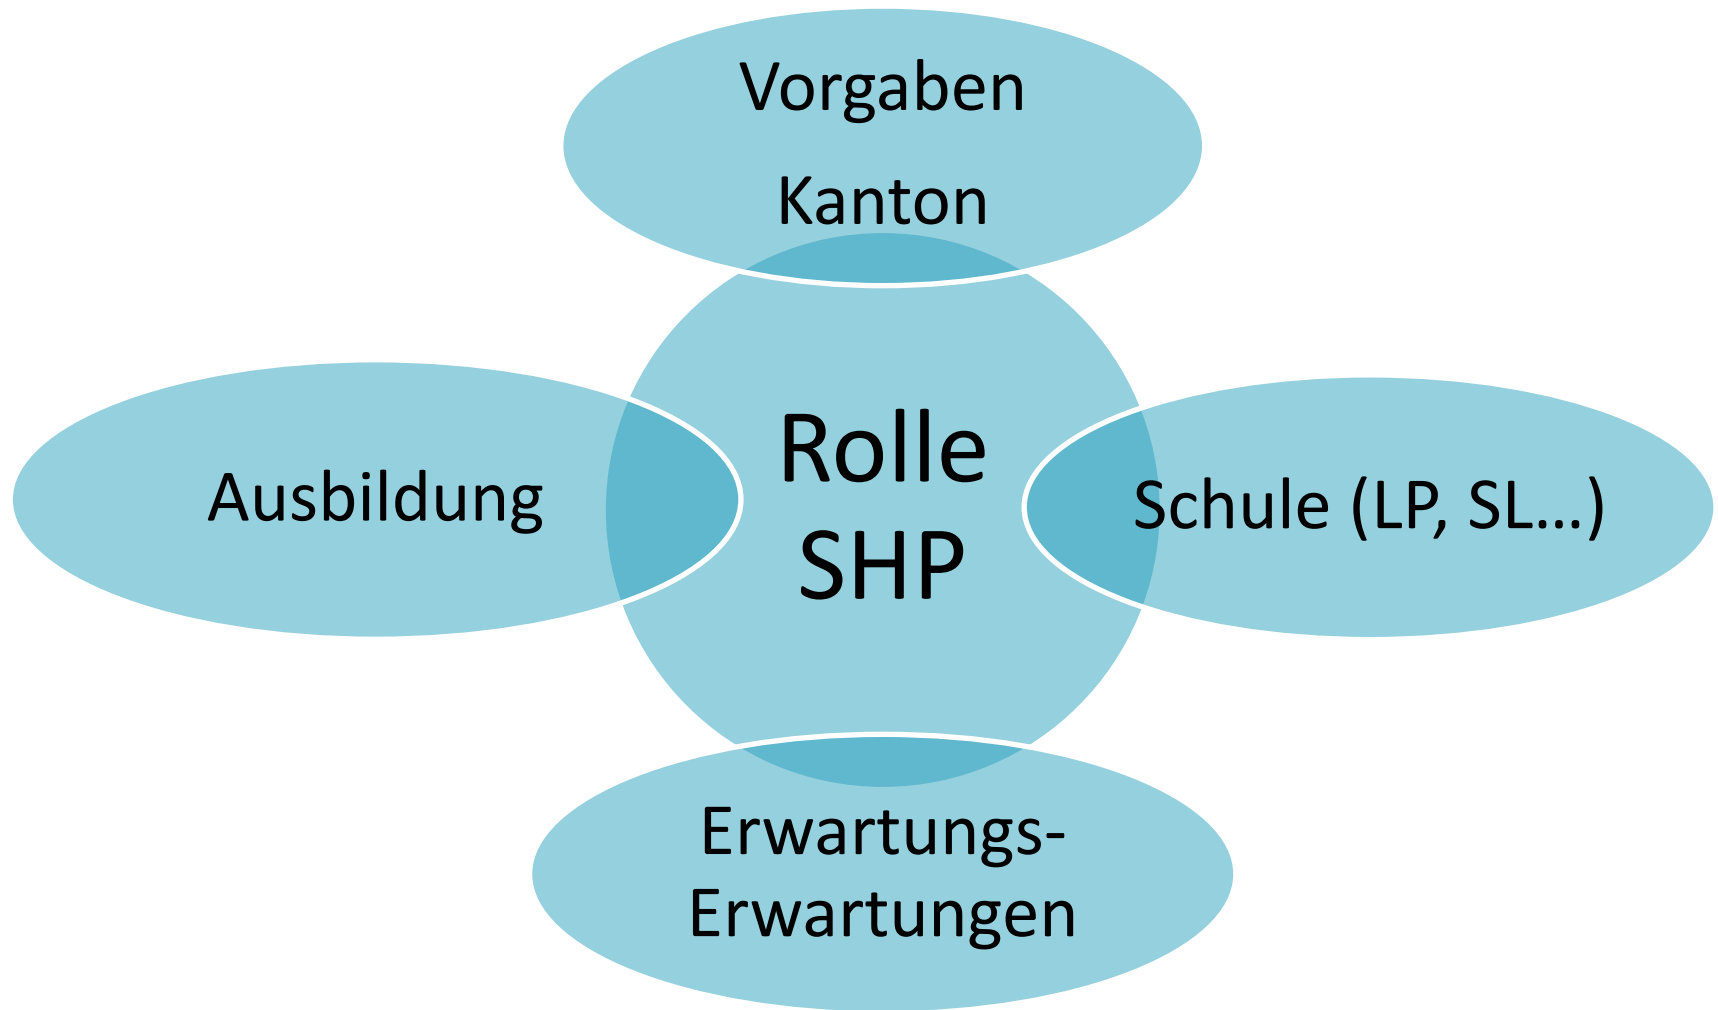 Vorgaben
Kanton
Ausbildung
Rolle
SHP
Schule (LP, SL…)
Erwartungs-
Erwartungen